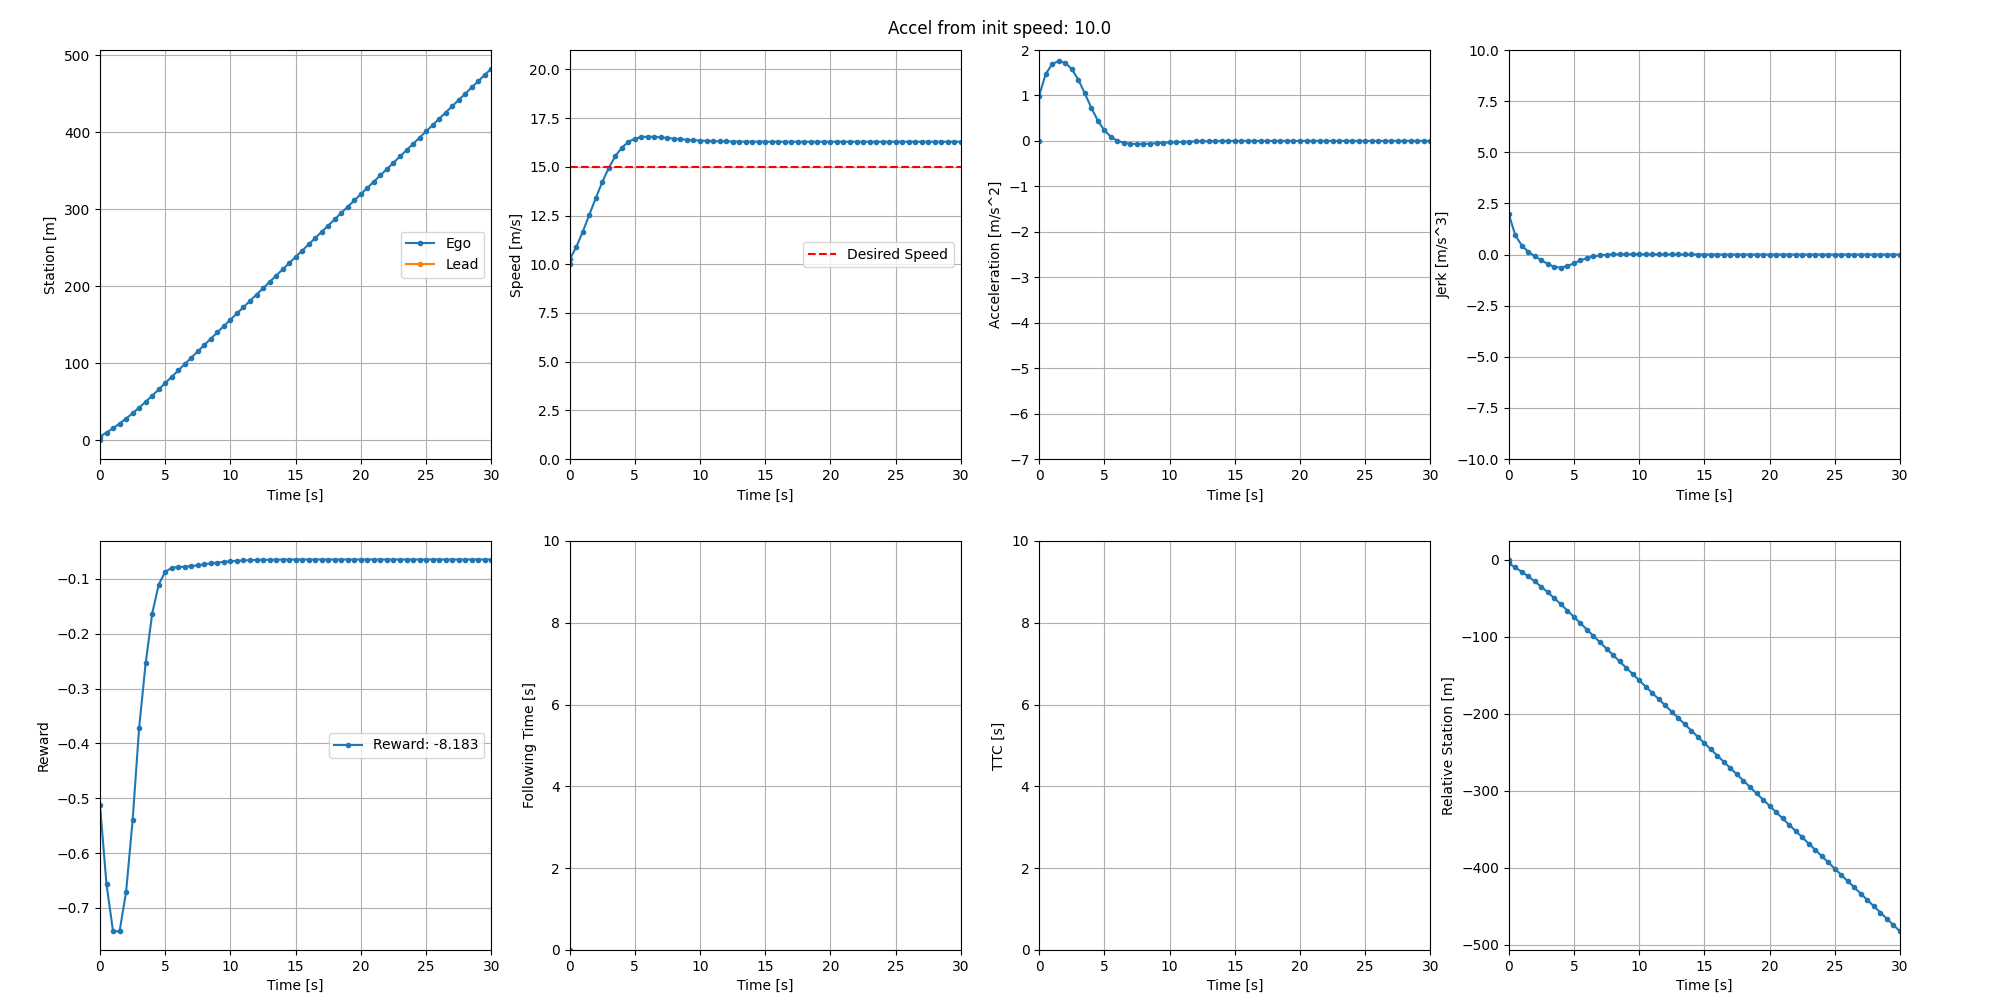 Accel from init speed: 10.0
500
400
300
200
100
0
Station [m]
Ego
Lead
0 5 10 15 20 25 30
Time [s]
20.0
17.5
15.0
12.5
10.0
7.5
5.0
2.5
0.0
Speed [m/s]
Desired Speed
0 5 10 15 20 25 30
Time [s]
2
1
0
−1
−2
−3
−4
−5
−6
−7
Acceleration [m/s^2]
0 5 10 15 20 25 30
Time [s]
10.0
7.5
5.0
2.5
0.0
−2.5
−5.0
−7.5
−10.0
Jerk [m/s^3]
0 5 10 15 20 25 30
Time [s]
−0.1
−0.2
−0.3
−0.4
−0.5
−0.6
−0.7
Reward
Reward: -8.183
0 5 10 15 20 25 30
Time [s]
10
8
6
4
2
0
Following Time [s]
0 5 10 15 20 25 30
Time [s]
10
8
6
4
2
0
TTC [s]
0 5 10 15 20 25 30
Time [s]
0
−100
−200
−300
−400
−500
Relative Station [m]
0 5 10 15 20 25 30
Time [s]